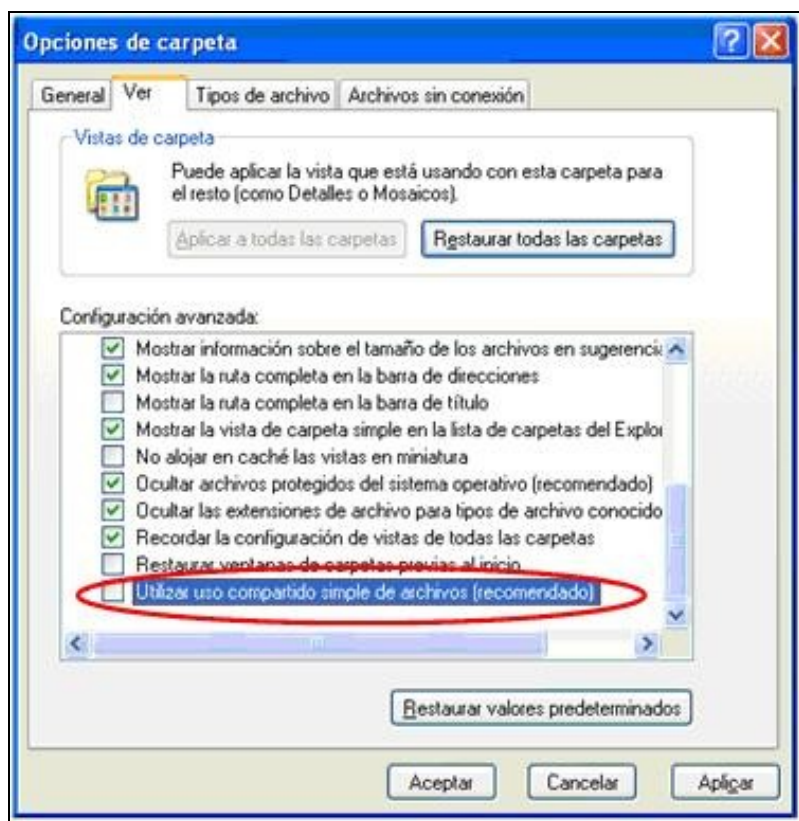 Opciones de carpeta
General Ver Tipos de archivo Archivos sin conexión
Vistas de carpeta
Puede aplicar la vista que está usando con esta carpeta para
el resto (como Detalles o Mosaicos).
Aplicar a todas las carpetas Restaurar todas las carpetas
Configuración avanzada:
Mostrar información sobre el tamaño de los archivos en sugerencia
Mostrar la ruta completa en la barra de direcciones
Mostrar la ruta completa en la barra de título
Mostrar la vista de carpeta simple en la lista de carpetas del Explor
No alojar en caché las vistas en miniatura
Ocultar archivos protegidos del sistema operativo (recomendado)
Ocultar las extensiones de archivo para tipos de archivo conocido
Recordar la configuración de vistas de todas las carpetas
Restaurar ventanas de carpetas previas al inicio
Utilizar uso compartido simple de archivos (recomendado)
Restaurar valores predeterminados
Aceptar Cancelar Aplicar